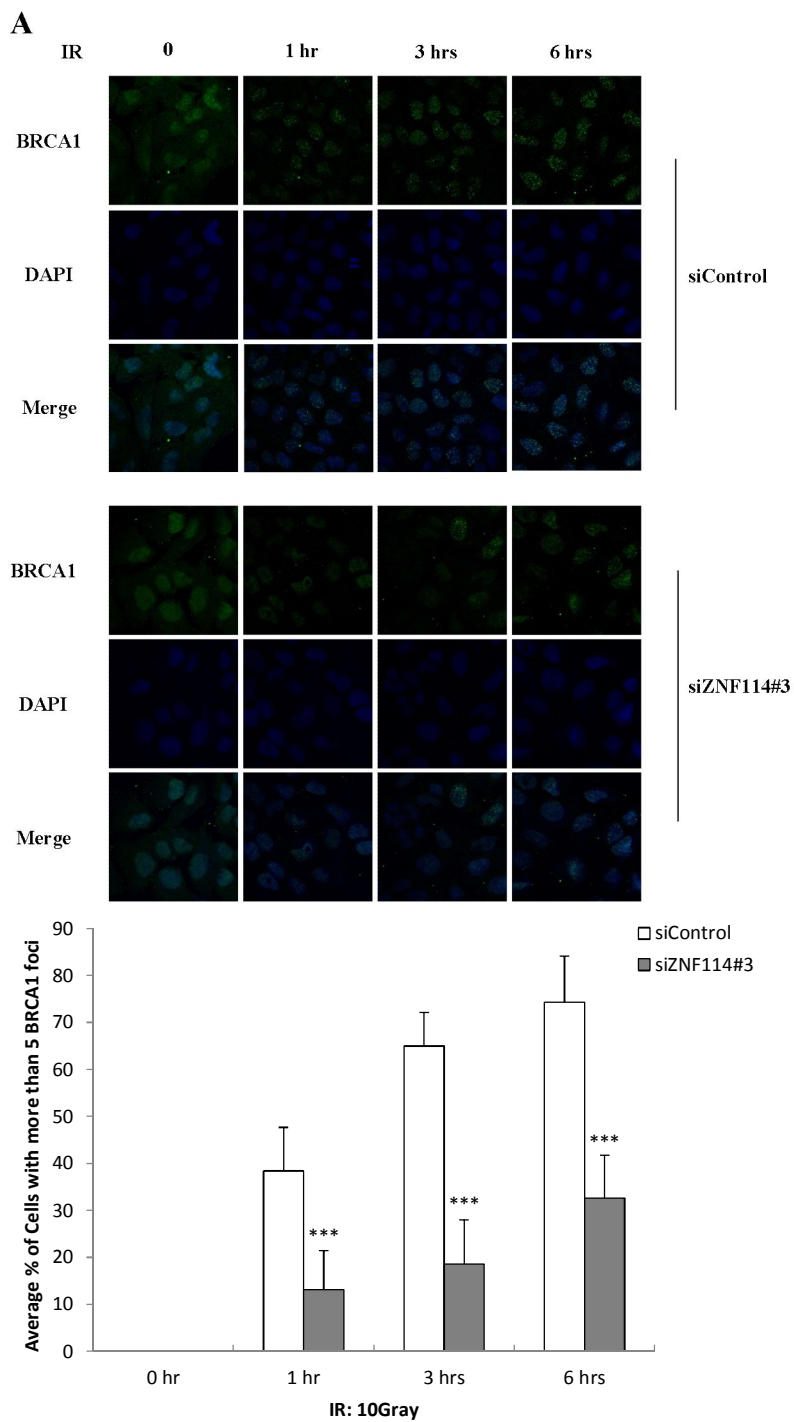 A
IR 0 1 hr 3 hrs 6 hrs
BRCA1
DAPI
siControl
Merge
BRCA1
DAPI
siZNF114#3
Merge
Average % of Cells with more than 5 BRCA1 foci
90
80
70
60
50
40
30
20
10
0
siControl
siZNF114#3
***
***
***
0 hr 1 hr 3 hrs 6 hrs
IR: 10Gray